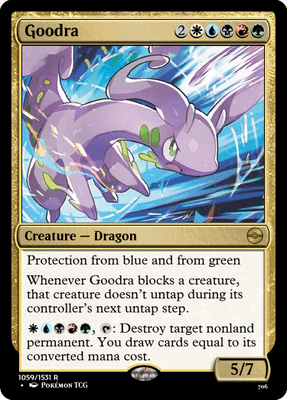 Goodra 2
Creature — Dragon
Protection from blue and from green
Whenever Goodra blocks a creature,
that creature doesn't untap during its
controller's next untap step.
: Destroy target nonland
permanent. You draw cards equal to its
converted mana cost.
5/7
1059/1531 R
• Pokémon TCG
706